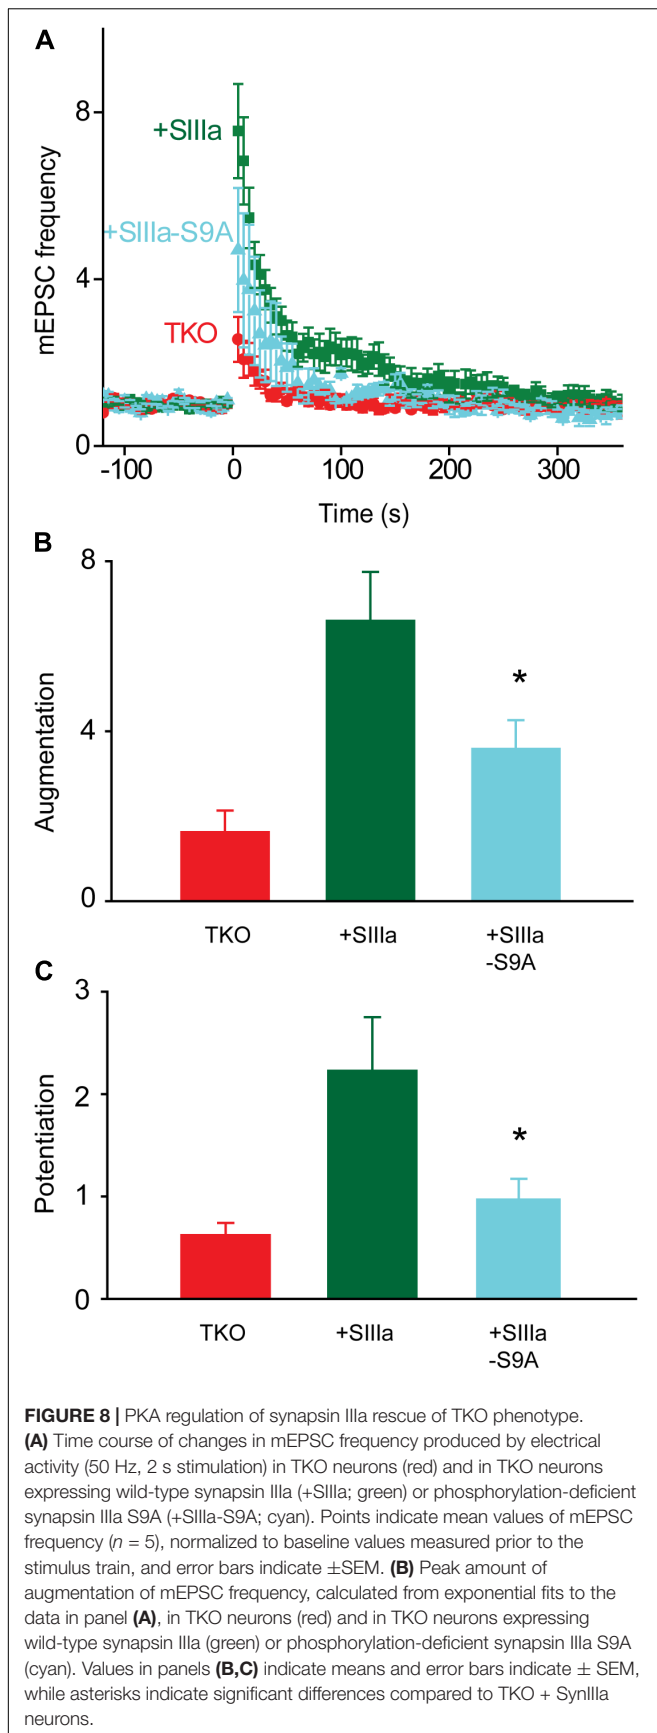 A
8
4
0
mEPSC frequency
+SIIIa
+SIIIa-S9A
TKO
-100 0 100 200 300
Time (s)
B
8
4
0
Augmentation
*
TKO +SIIIa +SIIIa
-S9A
C
3
2
1
0
Potentiation
*
TKO +SIIIa +SIIIa
-S9A
FIGURE 8 | PKA regulation of synapsin IIIa rescue of TKO phenotype.
(A) Time course of changes in mEPSC frequency produced by electrical
activity (50 Hz, 2 s stimulation) in TKO neurons (red) and in TKO neurons
expressing wild-type synapsin IIIa (+SIIIa; green) or phosphorylation-deficient
synapsin IIIa S9A (+SIIIa-S9A; cyan). Points indicate mean values of mEPSC
frequency (n = 5), normalized to baseline values measured prior to the
stimulus train, and error bars indicate ±SEM. (B) Peak amount of
augmentation of mEPSC frequency, calculated from exponential fits to the
data in panel (A), in TKO neurons (red) and in TKO neurons expressing
wild-type synapsin IIIa (green) or phosphorylation-deficient synapsin IIIa S9A
(cyan). Values in panels (B,C) indicate means and error bars indicate ± SEM,
while asterisks indicate significant differences compared to TKO + SynIIIa
neurons.